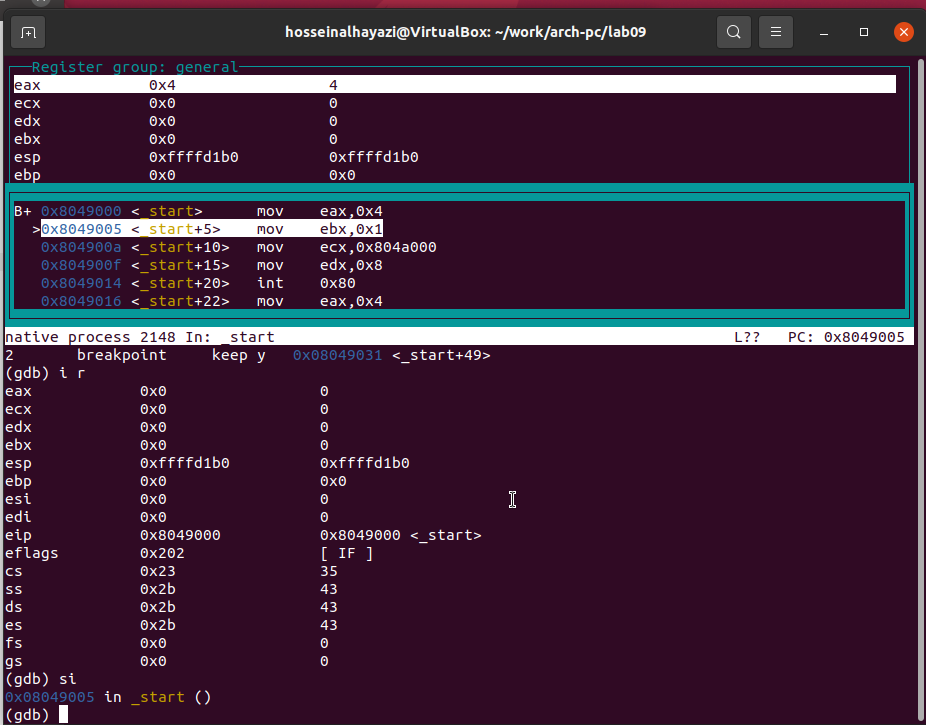 hosseinalhayazi@VirtualBox: ~/work/arch-pc/lab09
Register group: general
eax 0x4 4
ecx 0x0 0
edx 0x0 0
ebx 0x0 0
esp 0xffffd1b0 0xffffd1b0
ebp 0x0 0x0
B+ 0x8049000 <_start> mov eax,0x4
>0x8049005 <_start+5> mov ebx,0x1
0x804900a <_start+10> mov ecx,0x804a000
0x804900f <_start+15> mov edx,0x8
0x8049014 <_start+20> int 0x80
0x8049016 <_start+22> mov eax,0x4
native process 2148 In: _start L?? PC: 0x8049005
2 breakpoint keep y 0x08049031 <_start+49>
(gdb) i r
eax 0x0 0
ecx 0x0 0
edx 0x0 0
ebx 0x0 0
esp 0xffffd1b0 0xffffd1b0
ebp 0x0 0x0
esi 0x0 0
edi 0x0 0
eip 0x8049000 0x8049000 <_start>
eflags 0x202 [ IF ]
cs 0x23 35
ss 0x2b 43
ds 0x2b 43
es 0x2b 43
fs 0x0 0
gs 0x0 0
(gdb) si
0x08049005 in _start ()
(gdb)